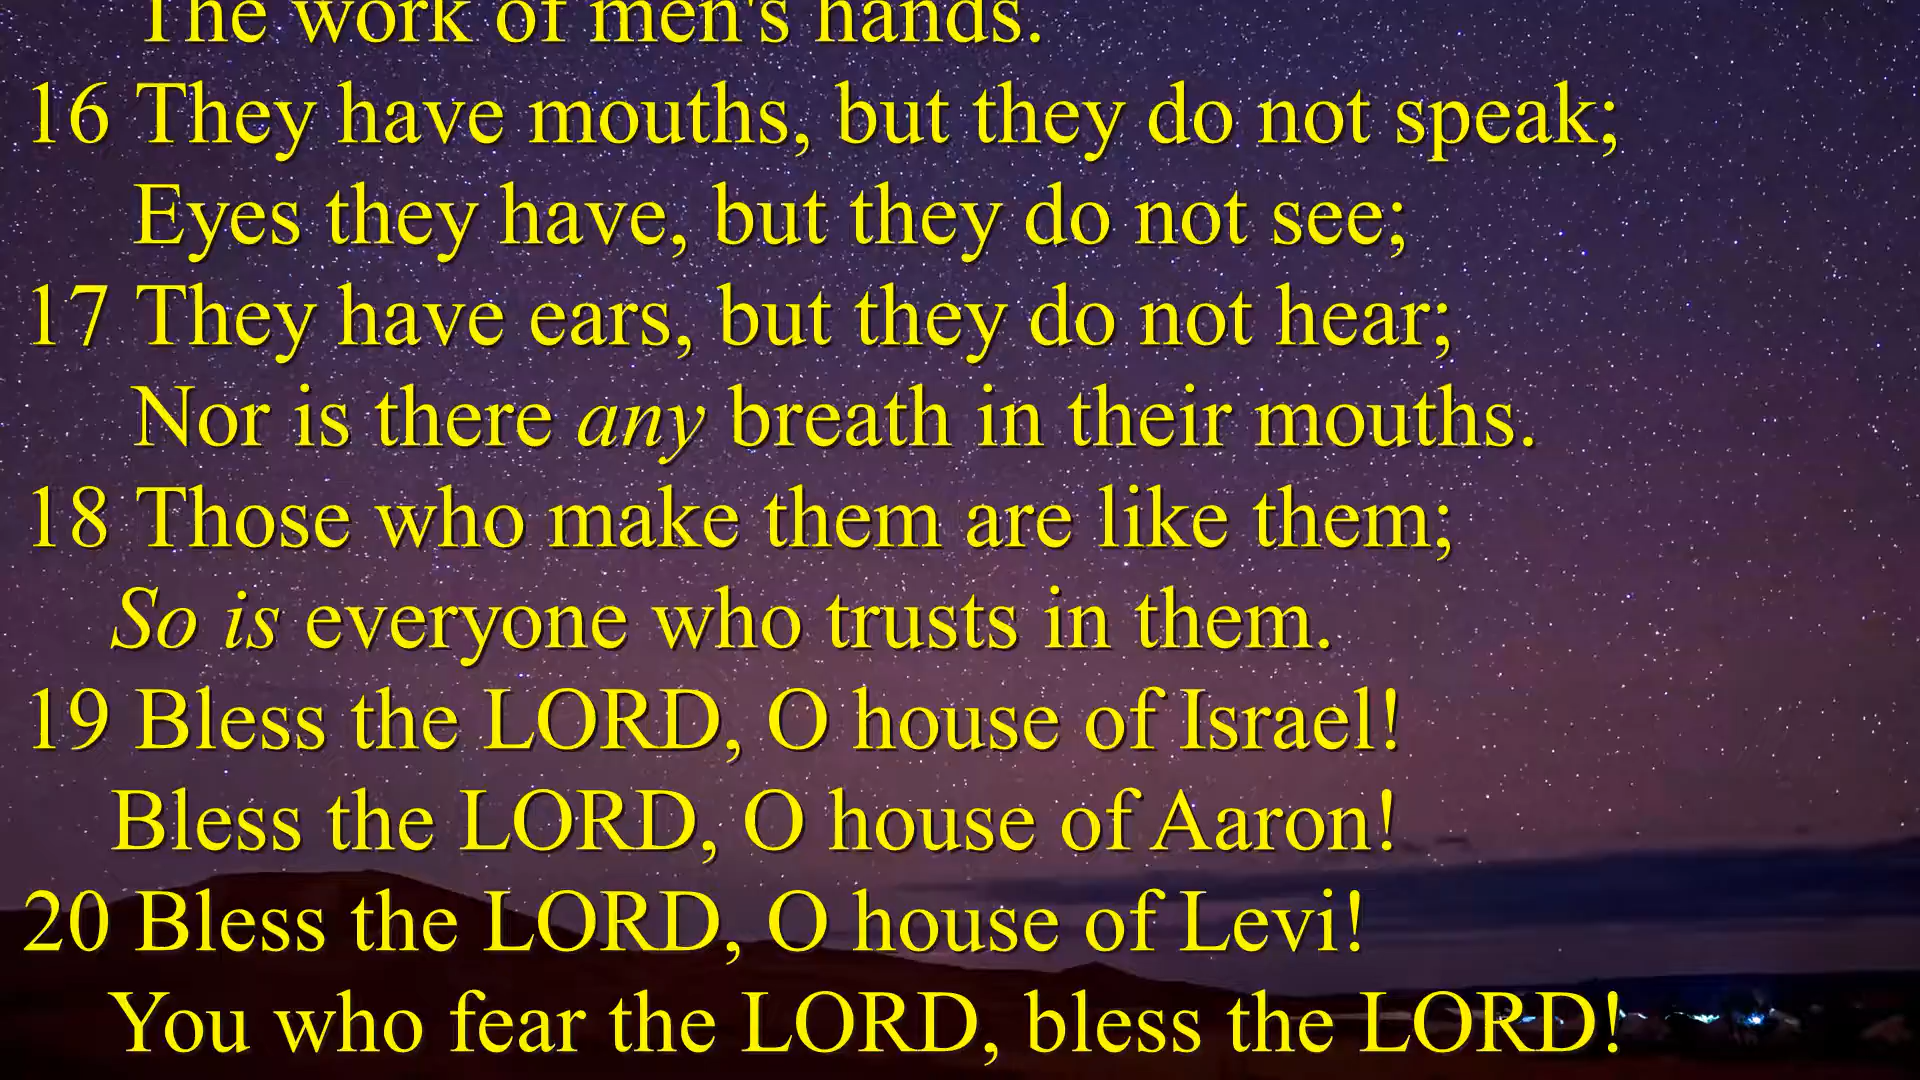 The work of men's hands.
16 They have mouths, but they do not speak;
Eyes they have, but they do not see;
17 They have ears, but they do not hear;
Nor is there any breath in their mouths.
18 Those who make them are like them;
So is everyone who trusts in them.
19 Bless the LORD, O house of Israel!
Bless the LORD, O house of Aaron!
20 Bless the LORD, O house of Levi!
You who fear the LORD, bless the LORD!